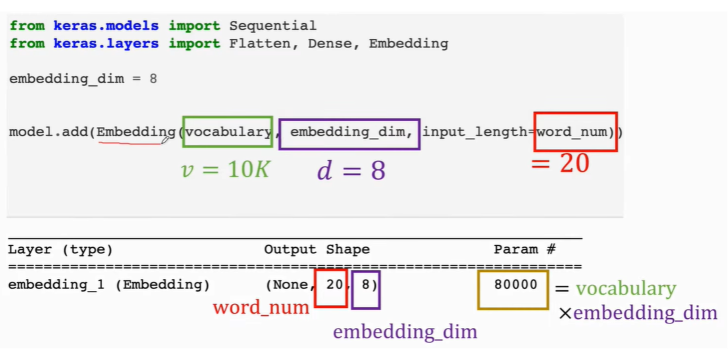 from keras.models import Sequential
from keras.layers import Flatten, Dense, Embedding
embedding_dim = 8
model.add(Embedding(vocabulary, embedding_dim, input_length=word_num))
v = 10K d = 8 = 20
Layer (type) Output Shape Param #
embedding_1 (Embedding) (None, 20, 8) 80000 = vocabulary
word_num ×embedding_dim
embedding_dim